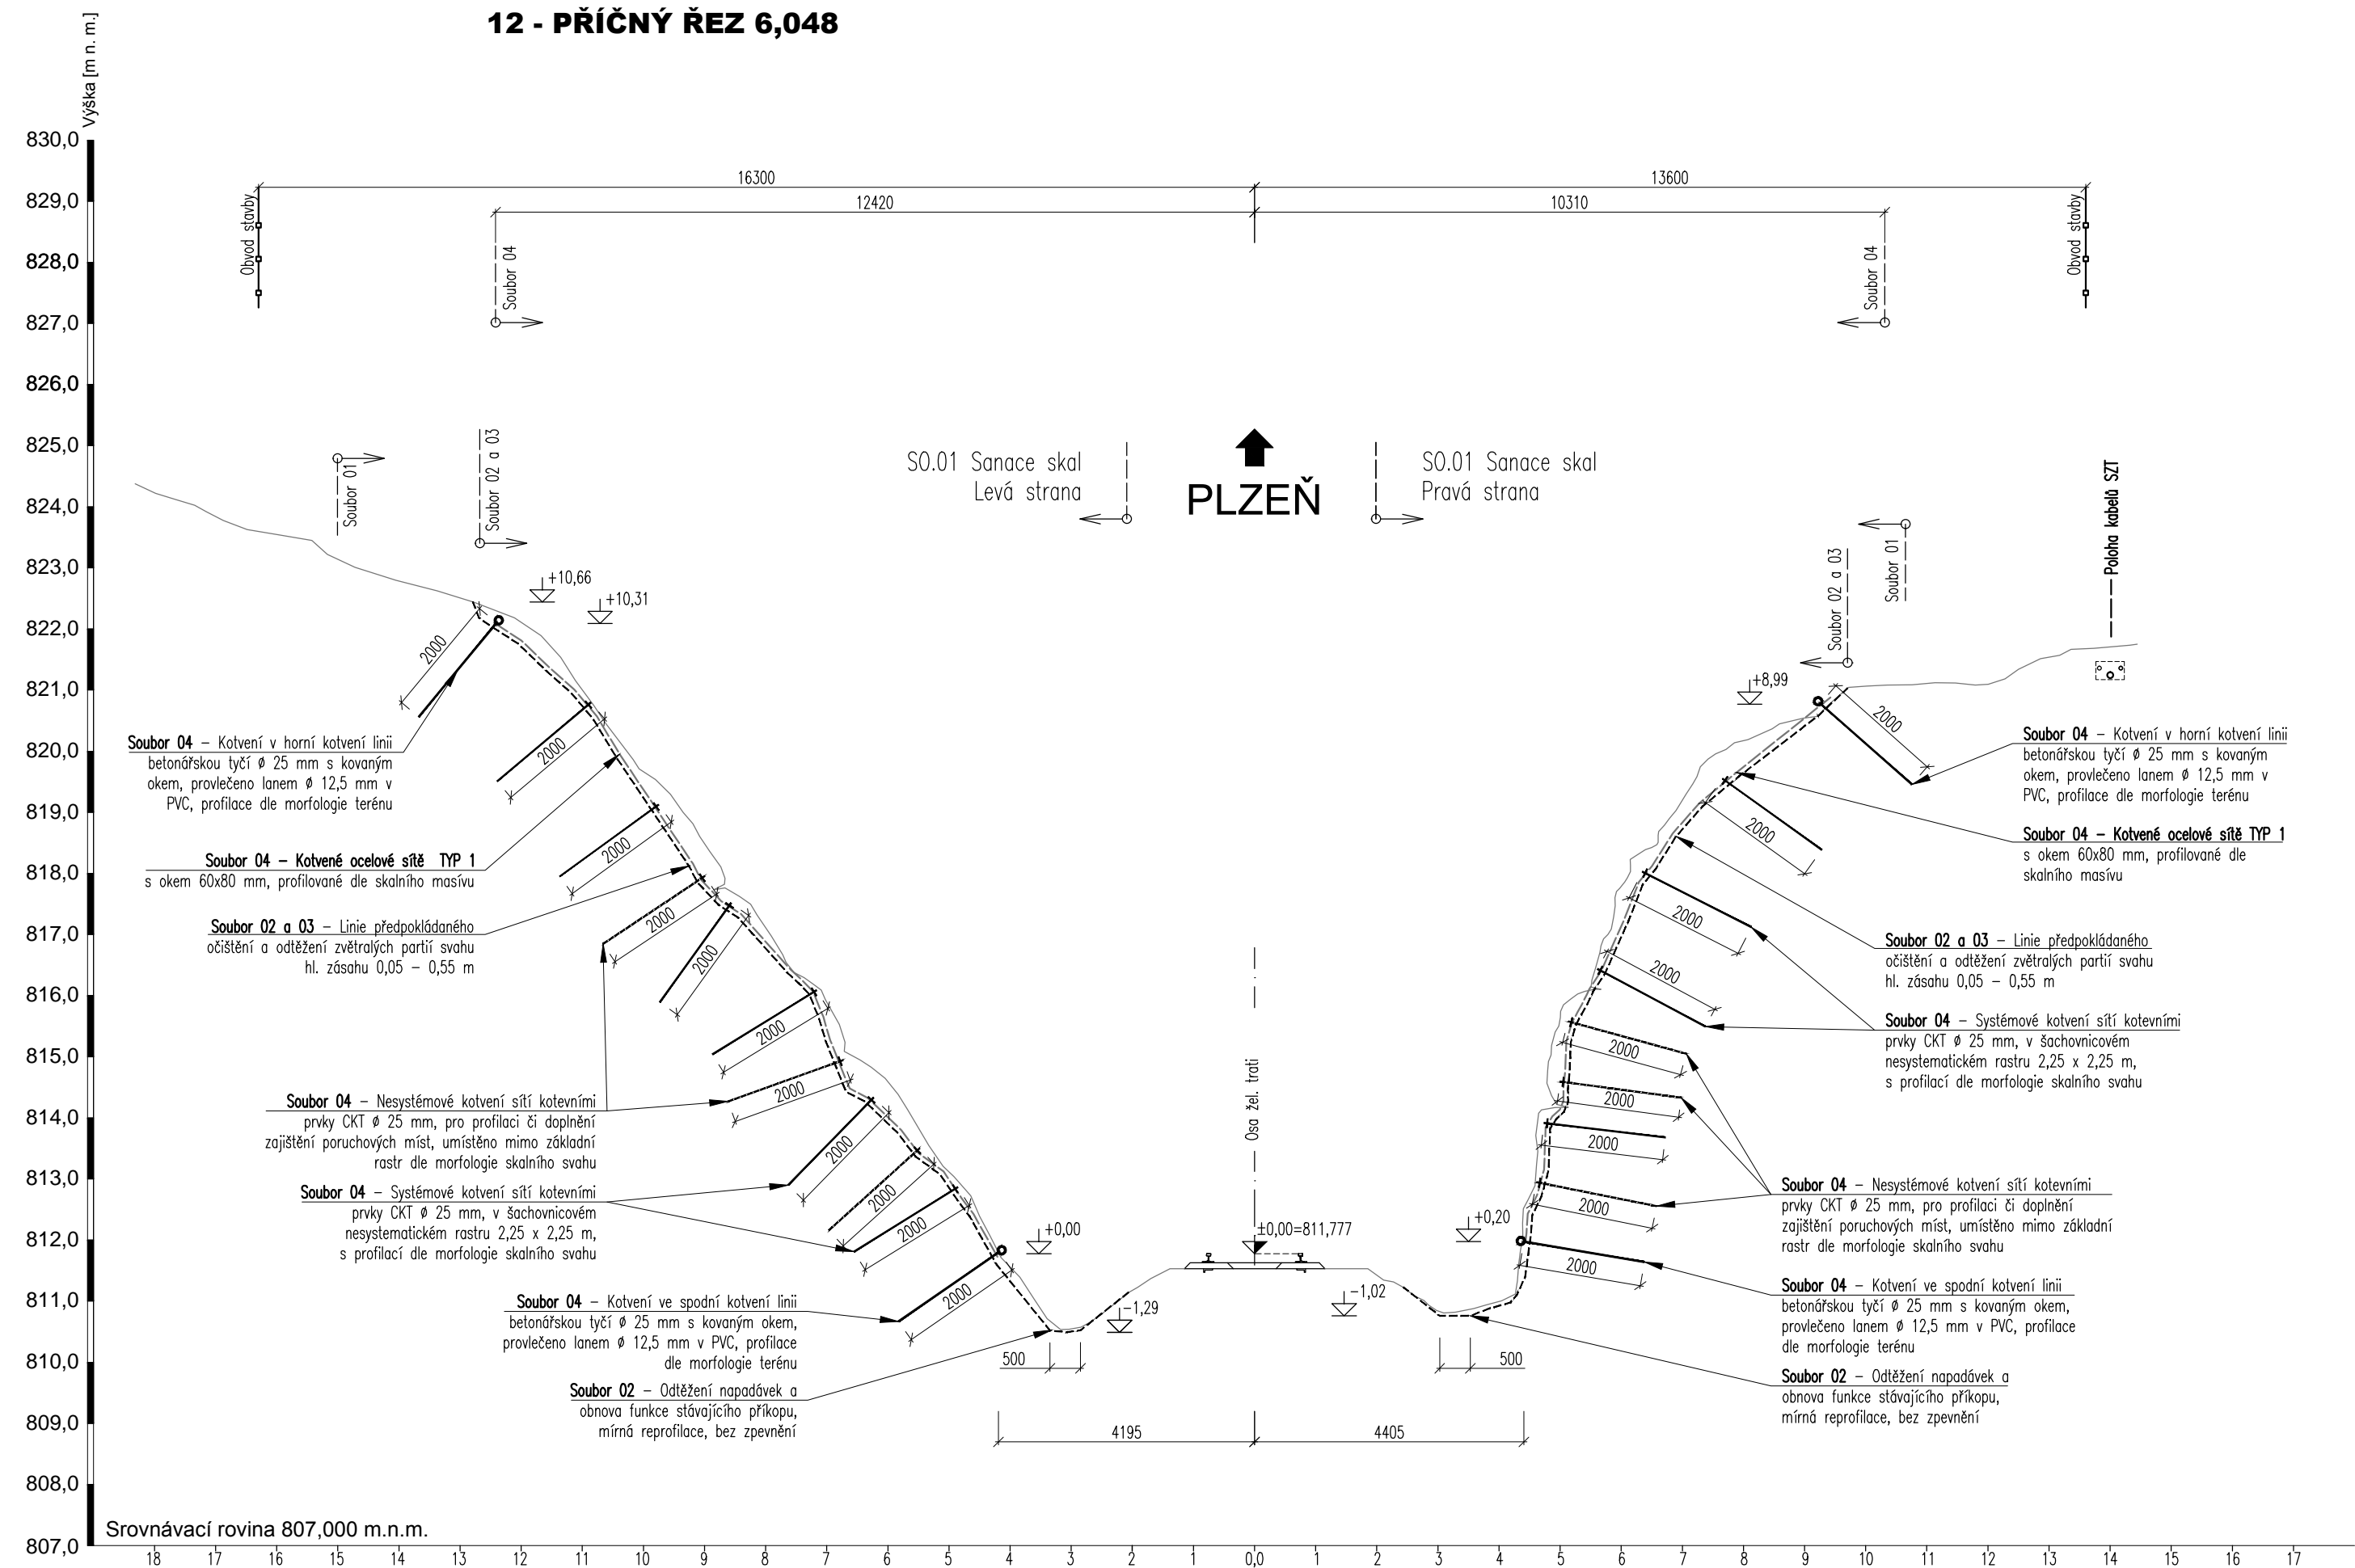 12 - PŘÍČNÝ ŘEZ 6,048
Výška [m n. m.]
830,0
829,0
828,0
827,0
826,0
825,0
824,0
823,0
822,0
821,0
820,0
819,0
818,0
817,0
816,0
815,0
814,0
813,0
812,0
811,0
810,0
809,0
808,0
807,0
16300
13600
12420
10310
Obvod stavby
Soubor 04
Soubor 04
Obvod stavby
Soubor 01
Soubor 02 a 03
SO.01 Sanace skal
Levá strana
PLZEŇ
SO.01 Sanace skal
Pravá strana
Soubor 02 a 03
Soubor 01
Poloha kabelů SZT
+10,66
+10,31
+8,99
2000
2000
2000
2000
2000
2000
2000
2000
2000
2000
2000
Soubor 04 – Kotvení v horní kotvení linii
betonářskou tyčí ø 25 mm s kovaným
okem, provlečeno lanem ø 12,5 mm v
PVC, profilace dle morfologie terénu
Soubor 04 – Kotvené ocelové sítě TYP 1
s okem 60x80 mm, profilované dle skalního masívu
Soubor 02 a 03 – Linie předpokládaného
očištění a odtěžení zvětralých partií svahu
hl. zásahu 0,05 – 0,55 m
Soubor 04 – Nesystémové kotvení sítí kotevními
prvky CKT ø 25 mm, pro profilaci či doplnění
zajištění poruchových míst, umístěno mimo základní
rastr dle morfologie skalního svahu
Soubor 04 – Systémové kotvení sítí kotevními
prvky CKT ø 25 mm, v šachovnicovém
nesystematickém rastru 2,25 x 2,25 m,
s profilací dle morfologie skalního svahu
Soubor 04 – Kotvení ve spodní kotvení linii
betonářskou tyčí ø 25 mm s kovaným okem,
provlečeno lanem ø 12,5 mm v PVC, profilace
dle morfologie terénu
Soubor 02 – Odtěžení napadávek a
obnova funkce stávajícího příkopu,
mírná reprofilace, bez zpevnění
+0,00
-1,29
Osa žel. trati
±0,00=811,777
-1,02
+0,20
500
500
4195
4405
2000
2000
2000
2000
2000
2000
2000
2000
2000
Soubor 04 – Kotvení v horní kotvení linii
betonářskou tyčí ø 25 mm s kovaným
okem, provlečeno lanem ø 12,5 mm v
PVC, profilace dle morfologie terénu
Soubor 04 – Kotvené ocelové sítě TYP 1
s okem 60x80 mm, profilované dle
skalního masívu
Soubor 02 a 03 – Linie předpokládaného
očištění a odtěžení zvětralých partií svahu
hl. zásahu 0,05 – 0,55 m
Soubor 04 – Systémové kotvení sítí kotevními
prvky CKT ø 25 mm, v šachovnicovém
nesystematickém rastru 2,25 x 2,25 m,
s profilací dle morfologie skalního svahu
Soubor 04 – Nesystémové kotvení sítí kotevními
prvky CKT ø 25 mm, pro profilaci či doplnění
zajištění poruchových míst, umístěno mimo základní
rastr dle morfologie skalního svahu
Soubor 04 – Kotvení ve spodní kotvení linii
betonářskou tyčí ø 25 mm s kovaným okem,
provlečeno lanem ø 12,5 mm v PVC, profilace
dle morfologie terénu
Soubor 02 – Odtěžení napadávek a
obnova funkce stávajícího příkopu,
mírná reprofilace, bez zpevnění
Srovnávací rovina 807,000 m.n.m.
18 17 16 15 14 13 12 11 10 9 8 7 6 5 4 3 2 1 0,0 1 2 3 4 5 6 7 8 9 10 11 12 13 14 15 16 17